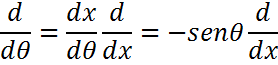 d/dθ = dx/dθ d/dx = -senθ d/dx